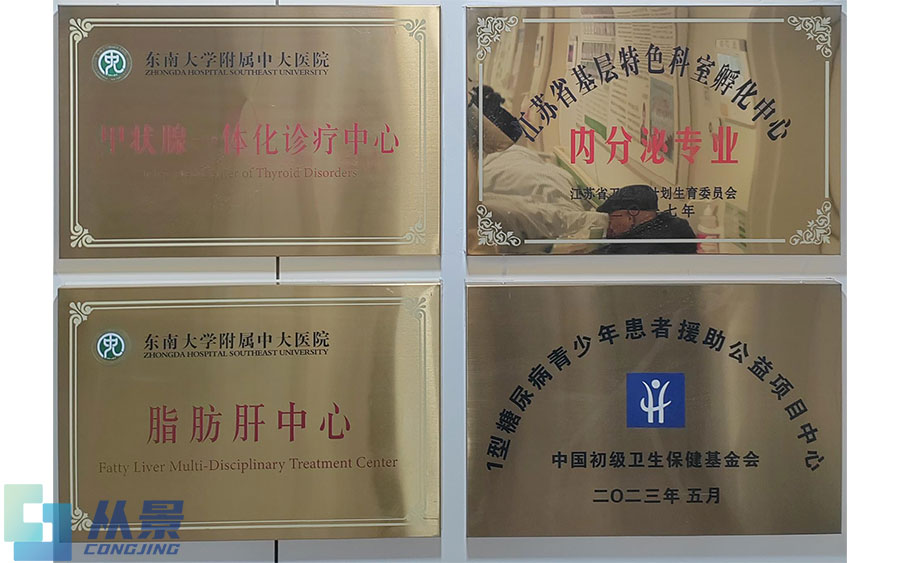 东南大学附属中大医院
ZHONGDA HOSPITAL SOUTHEAST UNIVERSITY
甲状腺一体化诊疗中心
of Thyroid Disorders
江苏省基层特色科室孵化中心
内分泌专业
江苏省卫 计划生育委员会
七年
东南大学附属中大医院
ZHONGDA HOSPITAL SOUTHEAST UNIVERSITY
脂肪肝中心
Fatty Liver Multi-Disciplinary Treatment Center
1型糖尿病青少年患者援助公益项目中心
中国初级卫生保健基金会
二〇二三年 五月
从景
CONGJING